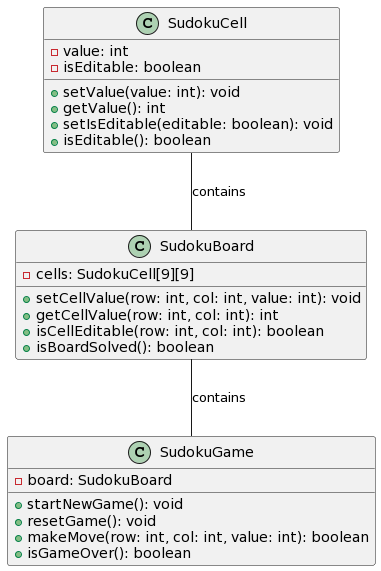 C SudokuCell
value: int
isEditable: boolean
setValue(value: int): void
getValue(): int
setIsEditable(editable: boolean): void
isEditable(): boolean
contains
C SudokuBoard
cells: SudokuCell[9][9]
setCellValue(row: int, col: int, value: int): void
getCellValue(row: int, col: int): int
isCellEditable(row: int, col: int): boolean
isBoardSolved(): boolean
contains
C SudokuGame
board: SudokuBoard
startNewGame(): void
resetGame(): void
makeMove(row: int, col: int, value: int): boolean
isGameOver(): boolean